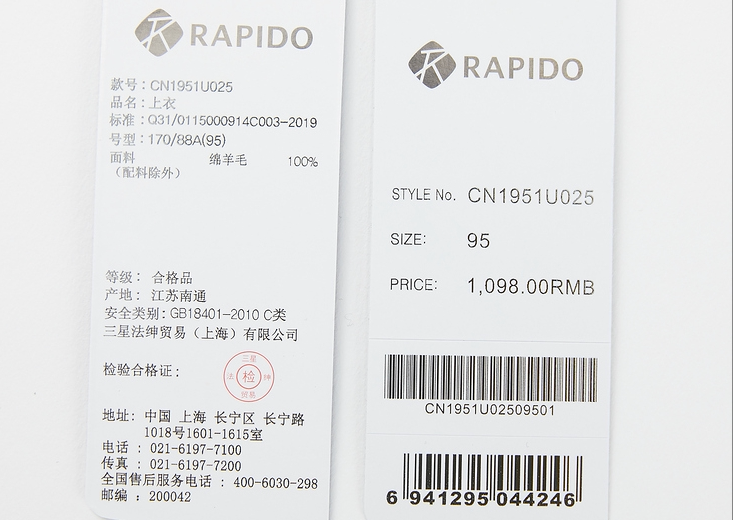 RAPIDO
款号：CN1951U025
品名：上衣
标准：Q31/0115000914C003-2019
号型：170/88A(95)
面料 绵羊毛 100%
（配料除外）
等级： 合格品
产地： 江苏南通
安全类别：GB18401-2010 C类
三星法绅贸易（上海）有限公司
检验合格证：
三星
法 检 绅
贸易
地址： 中国 上海 长宁区 长宁路
1018号1601-1615室
电话 ：021-6197-7100
传真 ：021-6197-7200
全国售后服务电话 ：400-6030-298
邮编 ：200042
RAPIDO
STYLE No. CN1951U025
SIZE: 95
PRICE: 1,098.00RMB
CN1951U02509501
6 941295 044246